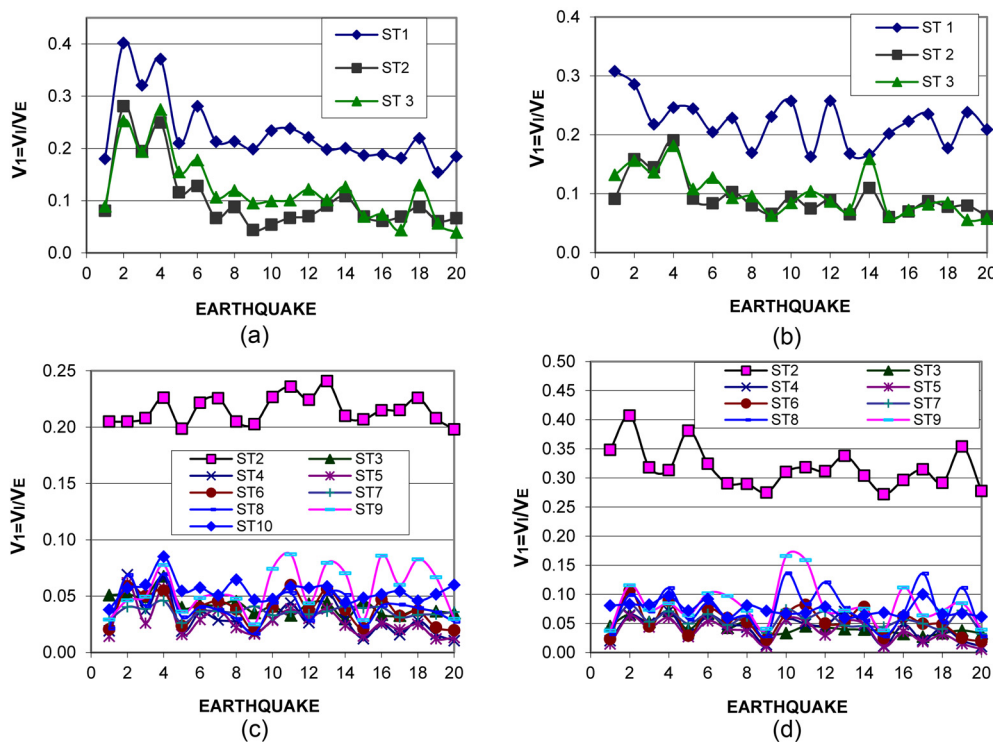 ST1
ST2
ST 3
0.4
0.3
0.2
0.1
0.0
V1=VI/VE
0 2 4 6 8 10 12 14 16 18 20
EARTHQUAKE
(a)
ST 1
ST 2
ST 3
0.4
0.3
0.2
0.1
0.0
V1=VI/VE
0 2 4 6 8 10 12 14 16 18 20
EARTHQUAKE
(b)
0.25
0.20
0.15
0.10
0.05
0.00
V1=VI/VE
ST2 ST3
ST4 ST5
ST6 ST7
ST8 ST9
ST10
0 2 4 6 8 10 12 14 16 18 20
EARTHQUAKE
(c)
0.50
0.45
0.40
0.35
0.30
0.25
0.20
0.15
0.10
0.05
0.00
V1=VI/VE
ST2 ST3
ST4 ST5
ST6 ST7
ST8 ST9
0 2 4 6 8 10 12 14 16 18 20
EARTHQUAKE
(d)